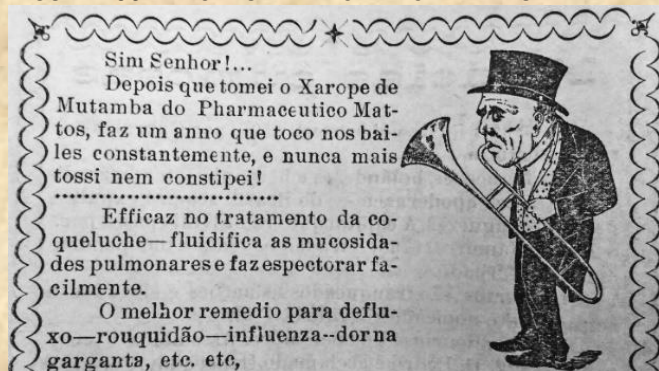 Sim Senhor!...
Depois que tomei o Xarope de
Mutamba do Pharmaceutico Mat-
tos, faz um anno que toco nos bai-
les constantemente, e nunca mais
tossi nem constipei!
Efficaz no tratamento da co-
queluche—fluidifica as mucosida-
des pulmonares e faz espectorar fa-
cilmente.
O melhor remedio para deflu-
xo—rouquidão—influenza--dor na
garganta, etc. etc,